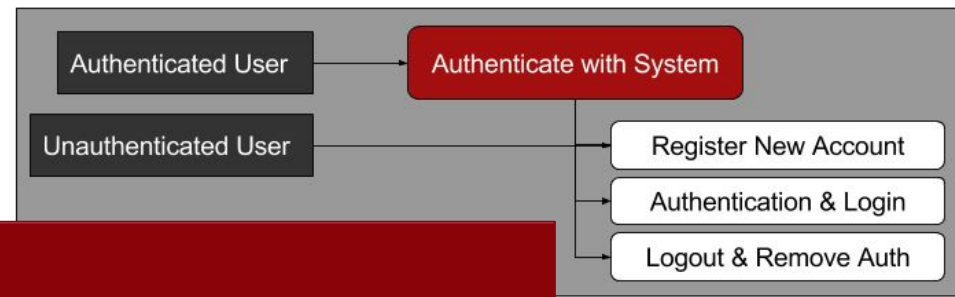 Authenticated User
Authenticate with System
Unauthenticated User
Register New Account
Authentication & Login
Logout & Remove Auth